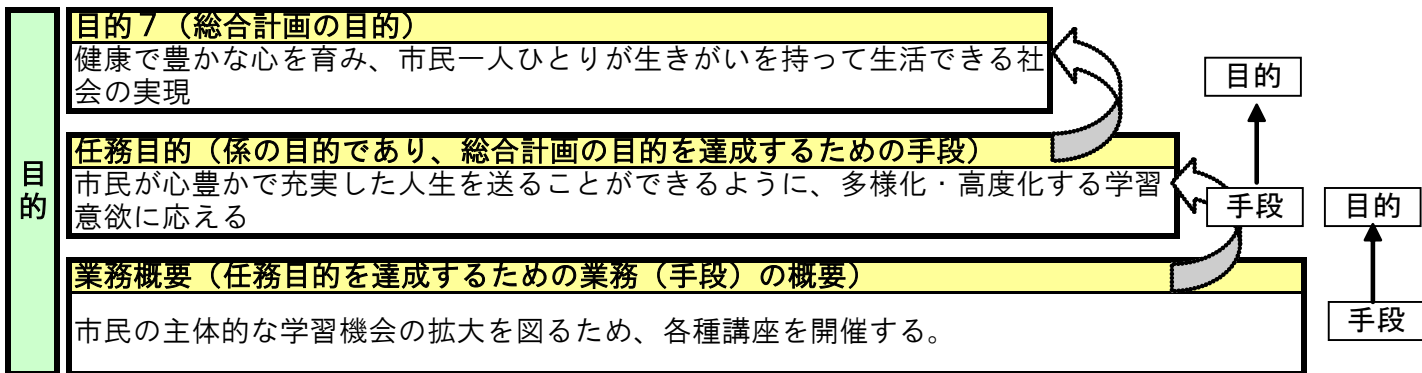 目的
目的７（総合計画の目的）
健康で豊かな心を育み、市民一人ひとりが生きがいを持って生活できる社
会の実現
任務目的（係の目的であり、総合計画の目的を達成するための手段）
市民が心豊かで充実した人生を送ることができるように、多様化・高度化する学習
意欲に応える
業務概要（任務目的を達成するための業務（手段）の概要）
市民の主体的な学習機会の拡大を図るため、各種講座を開催する。
目的
手段
目的
手段